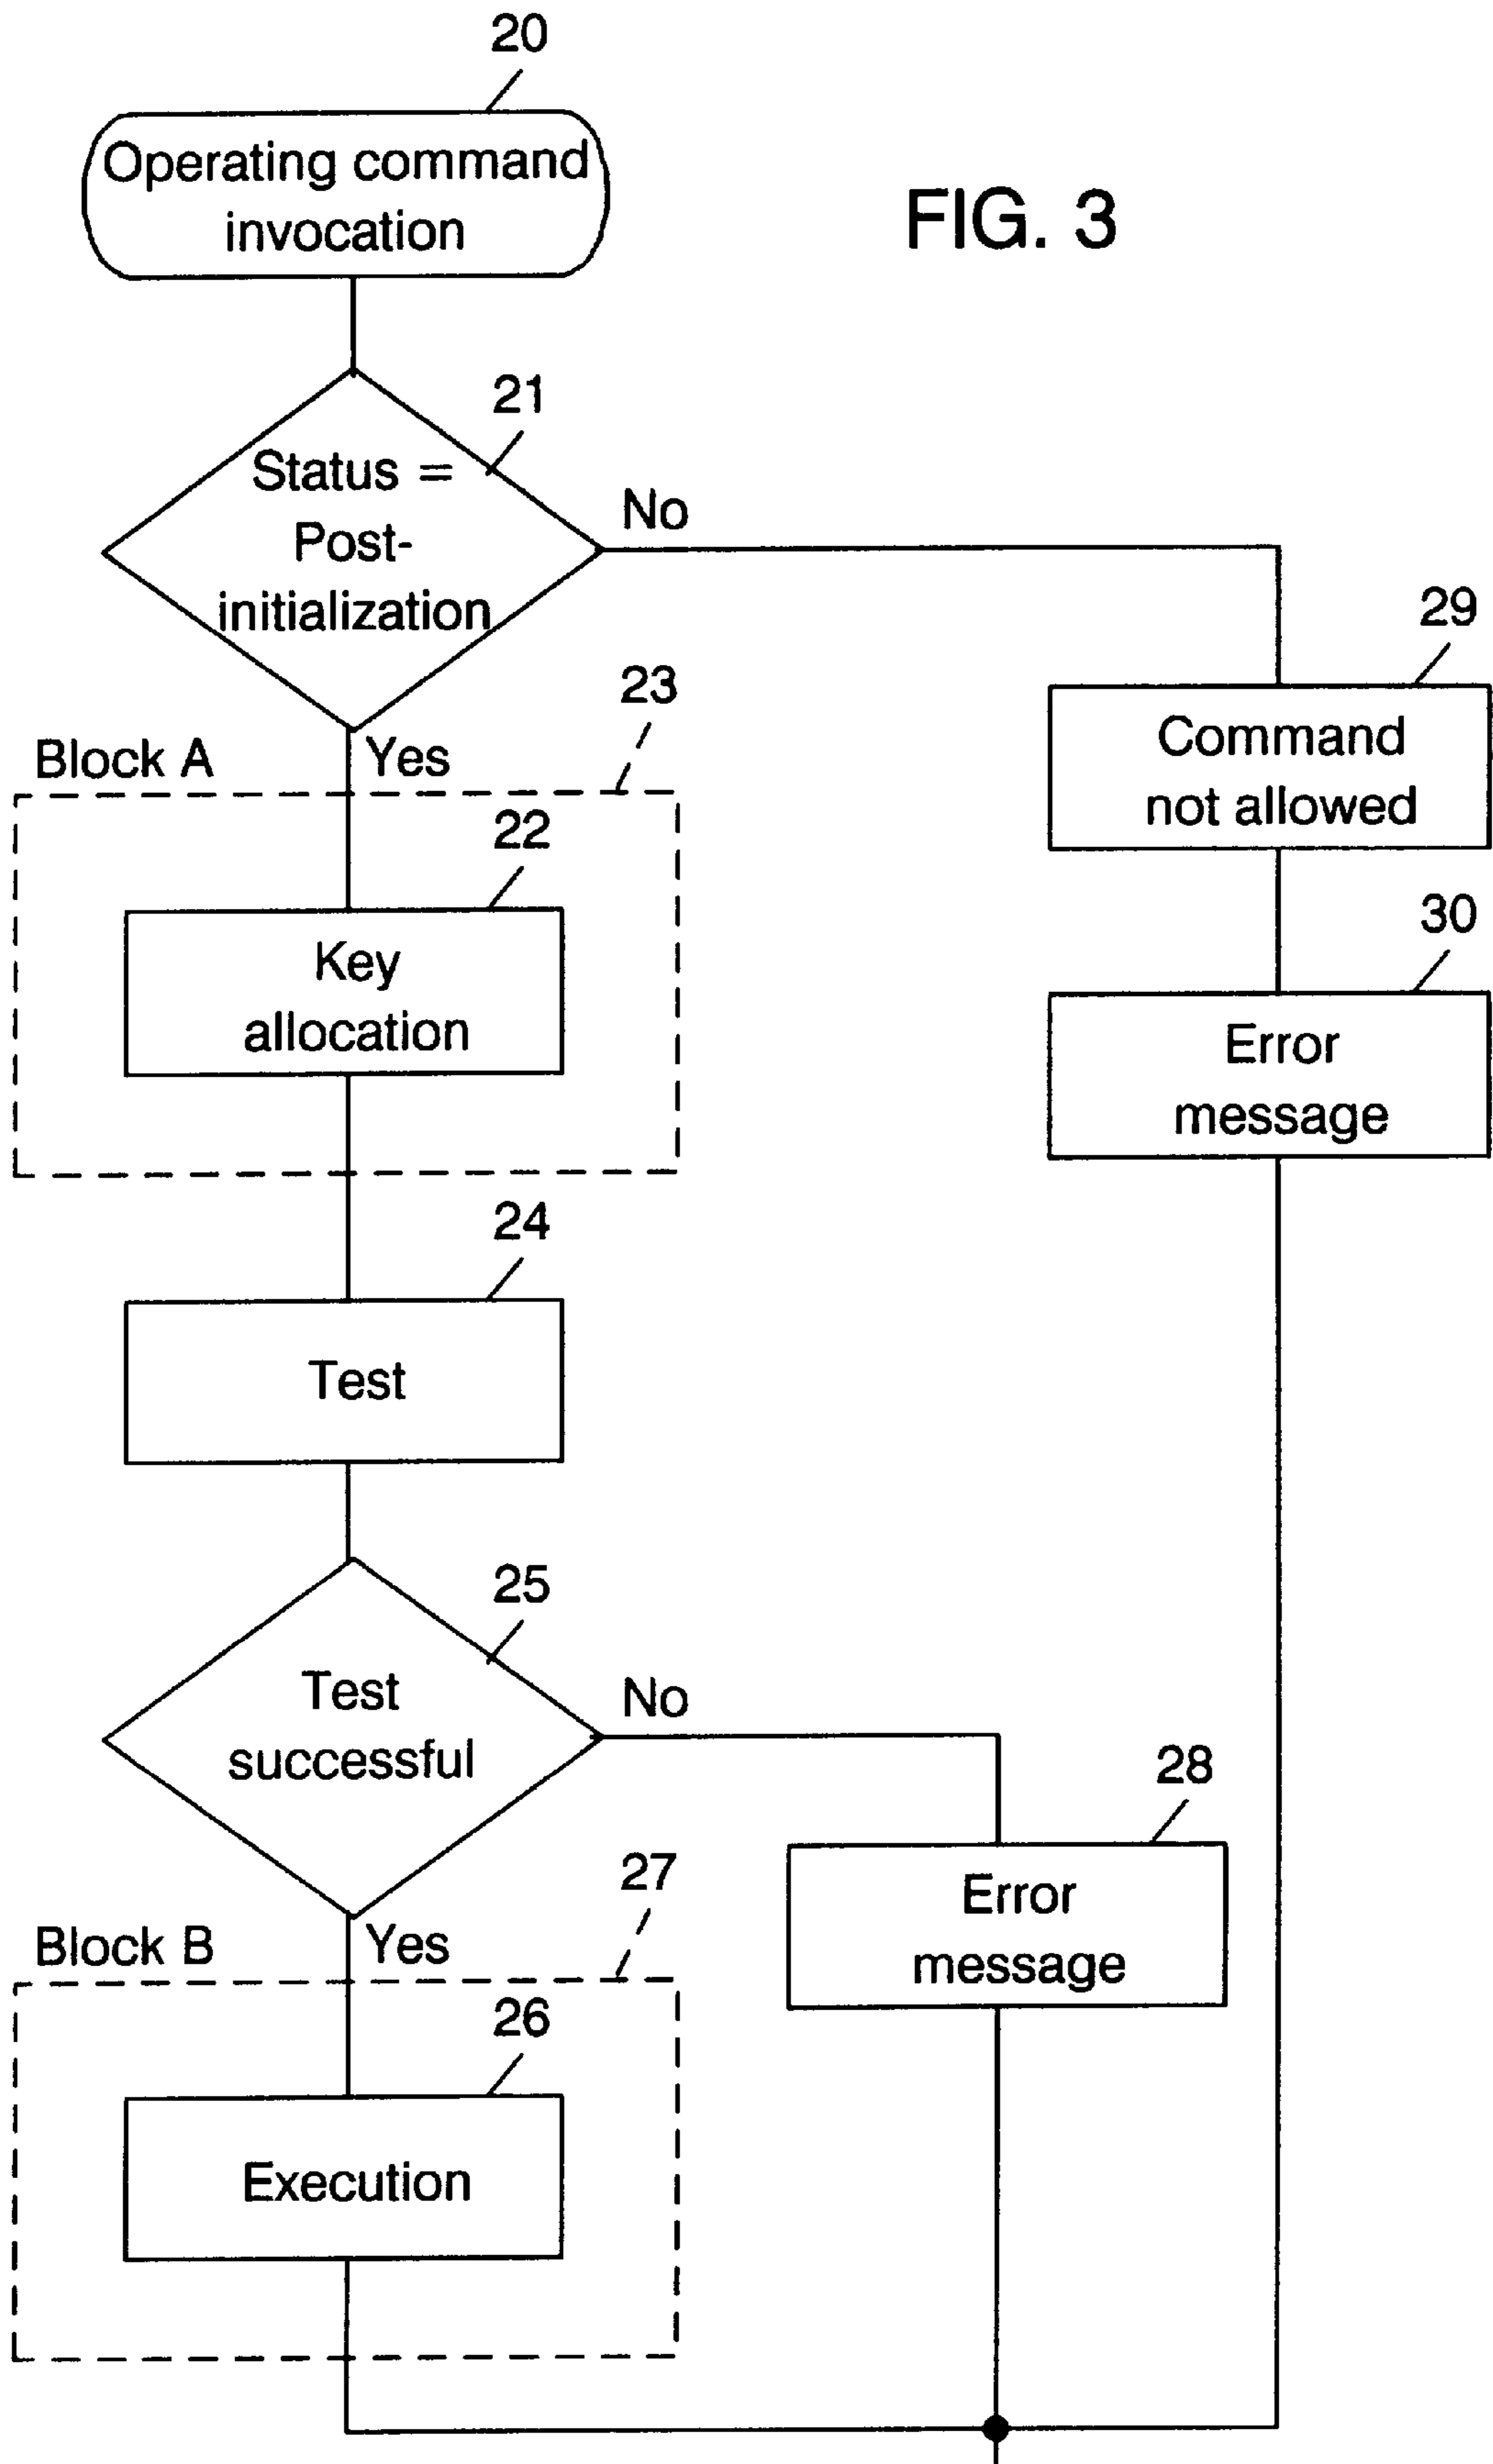 20
Operating command
invocation
FIG. 3
21
Status =
Post-
initialization
No
29
Command
not allowed
23
Block A
Yes
22
Key
allocation
30
Error
message
24
Test
25
Test
successful
No
28
Error
message
27
Block B
Yes
26
Execution